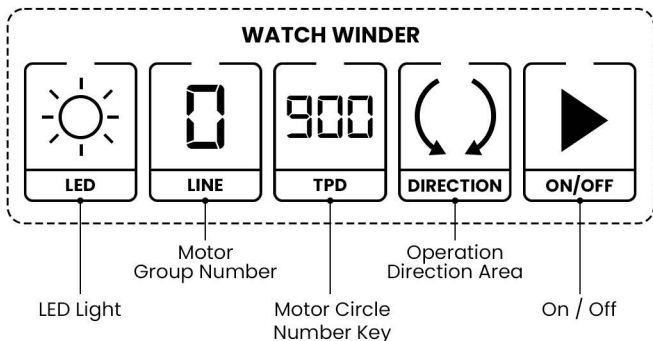 WATCH WINDER
0
900
LED
LINE
TPD
DIRECTION
ON/OFF
Motor
Group Number
Operation
Direction Area
LED Light
Motor Circle
Number Key
On / Off